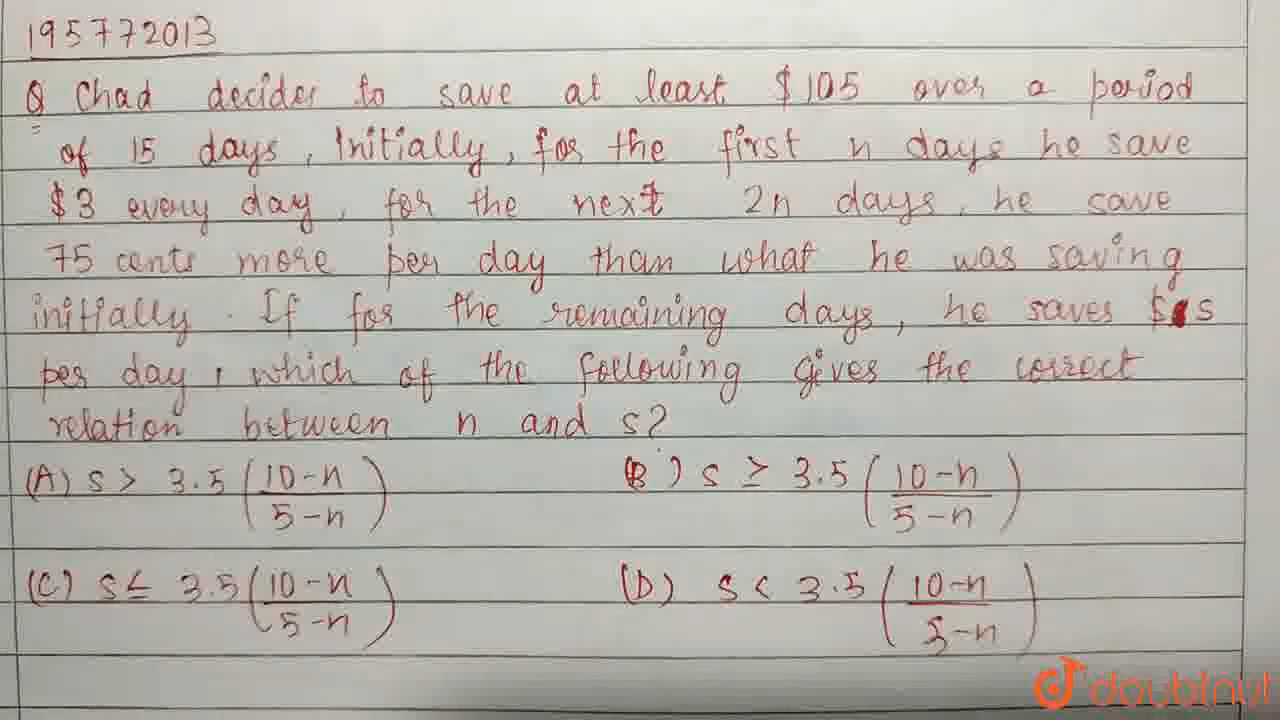 195772013
Q Chad decides to save at least $105 over a period
of 15 days, Initially, for the first n days he save
$3 every day, for the next 2n days, he save
75 cents more per day than what he was saving
initially. If for the remaining days, he saves $ s
per day, which of the following gives the correct
relation between n and s?
(A) s > 3.5 (10-n / 5-n) (B) s ≥ 3.5 (10-n / 5-n)
(C) s ≤ 3.5 (10-n / 5-n) (D) s < 3.5 (10-n / 5-n)
doubtnut